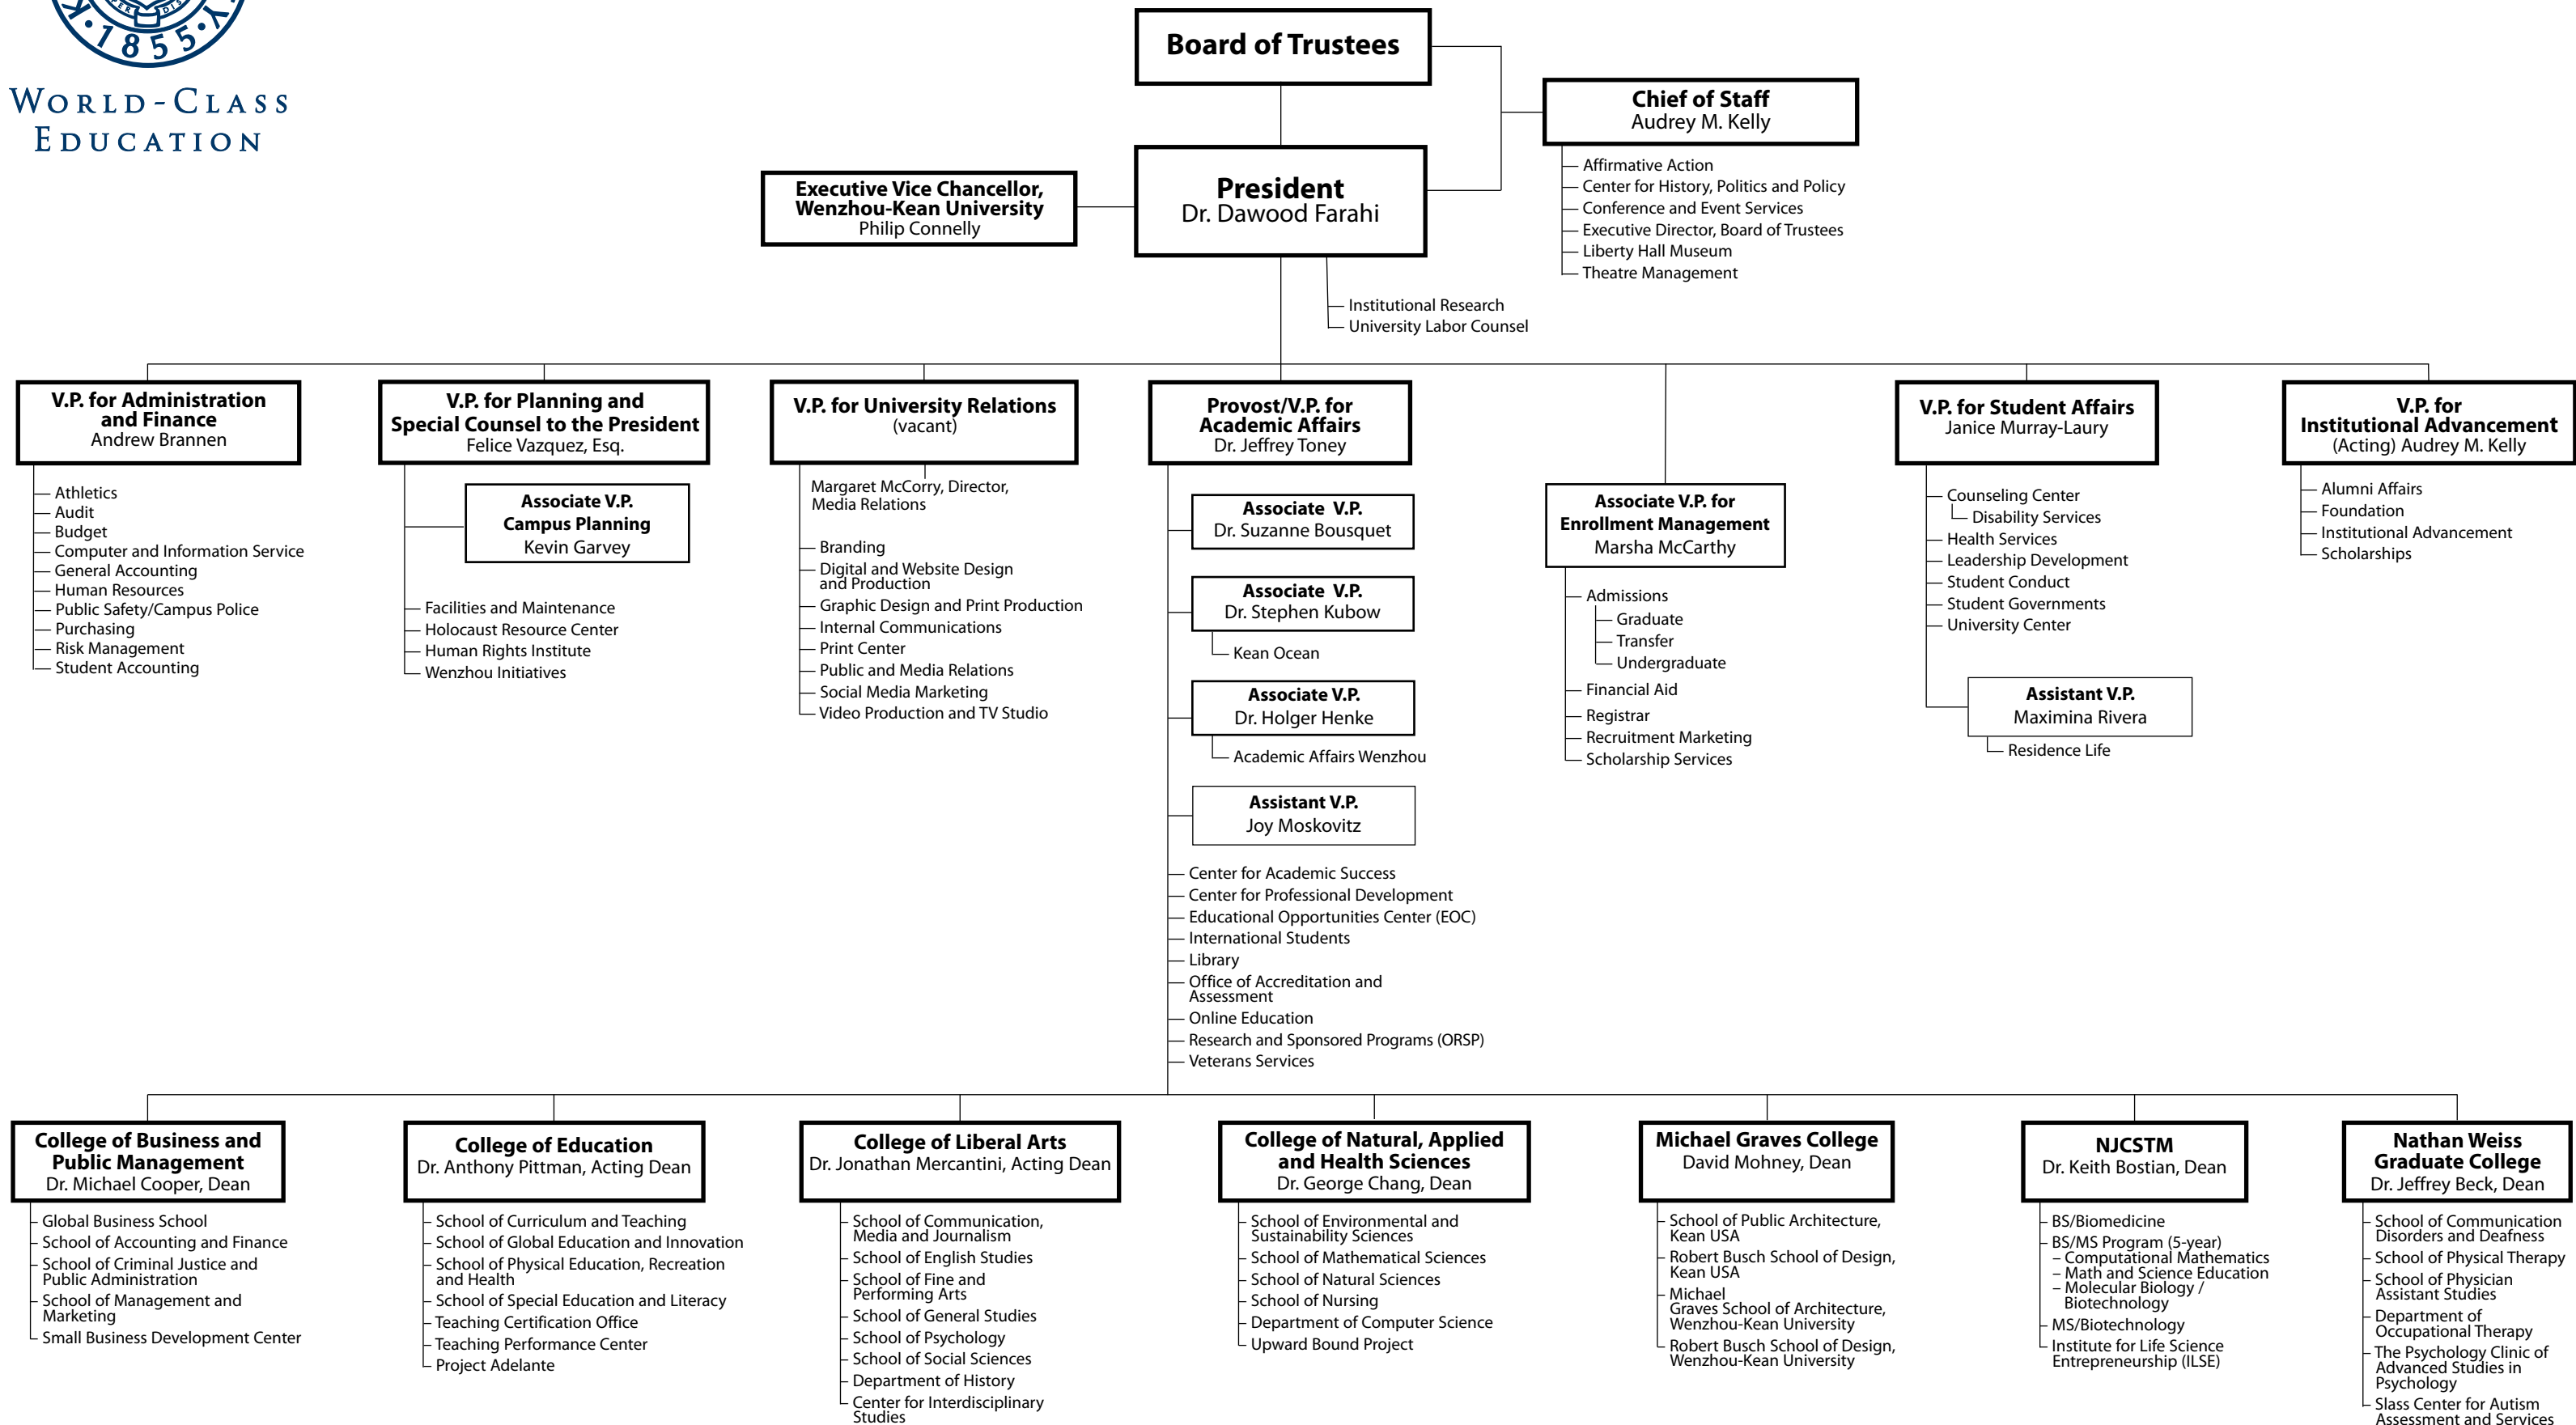 1855
WORLD-CLASS
EDUCATION
Board of Trustees
Chief of Staff
Audrey M. Kelly
Affirmative Action
Center for History, Politics and Policy
Conference and Event Services
Executive Director, Board of Trustees
Liberty Hall Museum
Theatre Management
President
Dr. Dawood Farahi
Executive Vice Chancellor,
Wenzhou-Kean University
Philip Connelly
Institutional Research
University Labor Counsel
V.P. for Administration
and Finance
Andrew Brannen
Athletics
Audit
Budget
Computer and Information Service
General Accounting
Human Resources
Public Safety/Campus Police
Purchasing
Risk Management
Student Accounting
V.P. for Planning and
Special Counsel to the President
Felice Vazquez, Esq.
Associate V.P.
Campus Planning
Kevin Garvey
Facilities and Maintenance
Holocaust Resource Center
Human Rights Institute
Wenzhou Initiatives
V.P. for University Relations
(vacant)
Margaret McCorry, Director,
Media Relations
Branding
Digital and Website Design
and Production
Graphic Design and Print Production
Internal Communications
Print Center
Public and Media Relations
Social Media Marketing
Video Production and TV Studio
Provost/V.P. for
Academic Affairs
Dr. Jeffrey Toney
Associate V.P.
Dr. Suzanne Bousquet
Associate V.P.
Dr. Stephen Kubow
Kean Ocean
Associate V.P.
Dr. Holger Henke
Academic Affairs Wenzhou
Assistant V.P.
Joy Moskovitz
Center for Academic Success
Center for Professional Development
Educational Opportunities Center (EOC)
International Students
Library
Office of Accreditation and
Assessment
Online Education
Research and Sponsored Programs (ORSP)
Veterans Services
Associate V.P. for
Enrollment Management
Marsha McCarthy
Admissions
Graduate
Transfer
Undergraduate
Financial Aid
Registrar
Recruitment Marketing
Scholarship Services
V.P. for Student Affairs
Janice Murray-Laury
Counseling Center
Disability Services
Health Services
Leadership Development
Student Conduct
Student Governments
University Center
Assistant V.P.
Maximina Rivera
Residence Life
V.P. for
Institutional Advancement
(Acting) Audrey M. Kelly
Alumni Affairs
Foundation
Institutional Advancement
Scholarships
College of Business and
Public Management
Dr. Michael Cooper, Dean
Global Business School
School of Accounting and Finance
School of Criminal Justice and
Public Administration
School of Management and
Marketing
Small Business Development Center
College of Education
Dr. Anthony Pittman, Acting Dean
School of Curriculum and Teaching
School of Global Education and Innovation
School of Physical Education, Recreation
and Health
School of Special Education and Literacy
Teaching Certification Office
Teaching Performance Center
Project Adelante
College of Liberal Arts
Dr. Jonathan Mercantini, Acting Dean
School of Communication,
Media and Journalism
School of English Studies
School of Fine and
Performing Arts
School of General Studies
School of Psychology
School of Social Sciences
Department of History
Center for Interdisciplinary
Studies
College of Natural, Applied
and Health Sciences
Dr. George Chang, Dean
School of Environmental and
Sustainability Sciences
School of Mathematical Sciences
School of Natural Sciences
School of Nursing
Department of Computer Science
Upward Bound Project
Michael Graves College
David Mohney, Dean
School of Public Architecture,
Kean USA
Robert Busch School of Design,
Kean USA
Michael
Graves School of Architecture,
Wenzhou-Kean University
Robert Busch School of Design,
Wenzhou-Kean University
NJCSTM
Dr. Keith Bostian, Dean
BS/Biomedicine
BS/MS Program (5-year)
– Computational Mathematics
– Math and Science Education
– Molecular Biology /
Biotechnology
MS/Biotechnology
Institute for Life Science
Entrepreneurship (ILSE)
Nathan Weiss
Graduate College
Dr. Jeffrey Beck, Dean
School of Communication
Disorders and Deafness
School of Physical Therapy
School of Physician
Assistant Studies
Department of
Occupational Therapy
The Psychology Clinic of
Advanced Studies in
Psychology
Slass Center for Autism
Assessment and Services